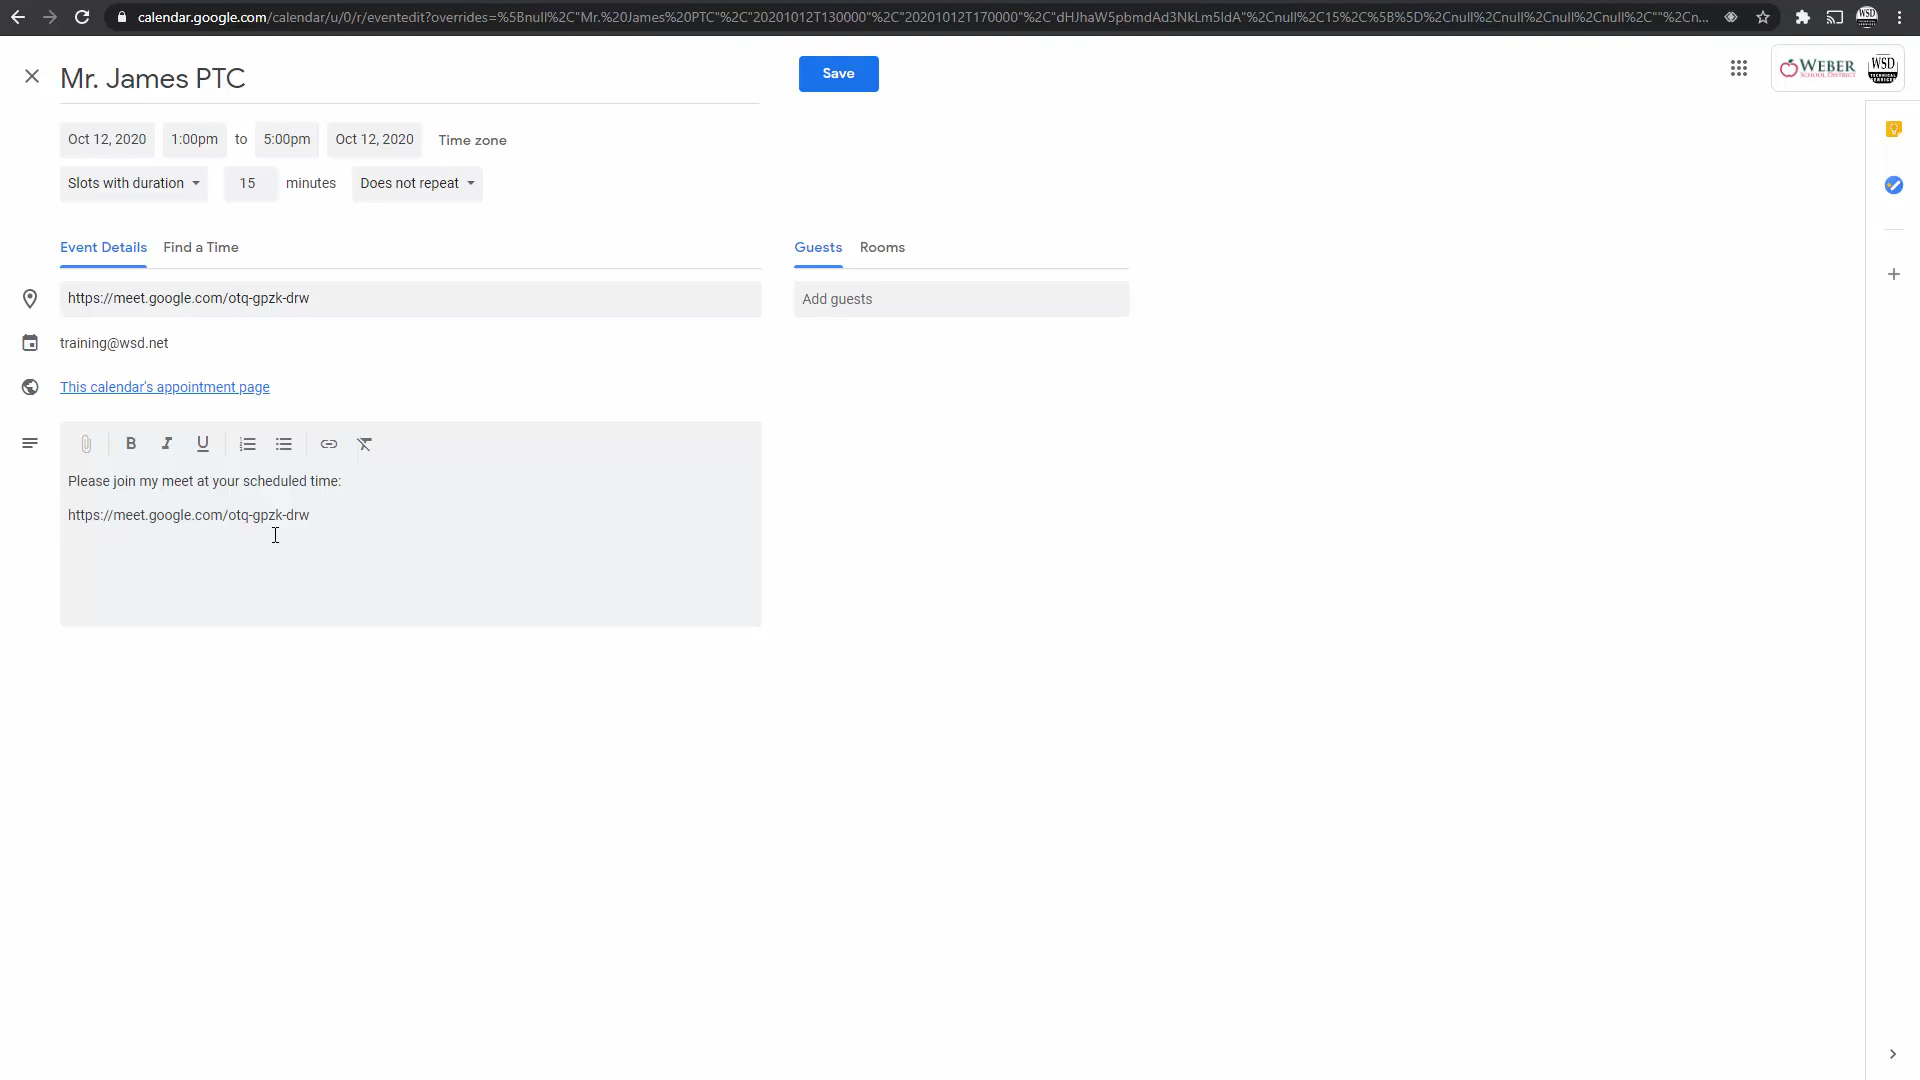 calendar.google.com/calendar/u/0/r/eventedit?overrides=%5Bnull%2C"Mr.%20James%20PTC"%2C"20201012T130000"%2C"20201012T170000"%2C"dHJhaW5pbmdAd3NkLm5ldA"%2Cnull%2C15%2C%5B%5D%2Cnull%2Cnull%2Cnull%2Cnull%2C""%2Cn...
Mr. James PTC
Save
WEBER
SCHOOL DISTRICT
WSD
Oct 12, 2020 1:00pm to 5:00pm Oct 12, 2020 Time zone
Slots with duration 15 minutes Does not repeat
Event Details Find a Time
Guests Rooms
https://meet.google.com/otq-gpzk-drw
Add guests
training@wsd.net
This calendar's appointment page
B I U
Please join my meet at your scheduled time:
https://meet.google.com/otq-gpzk-drw